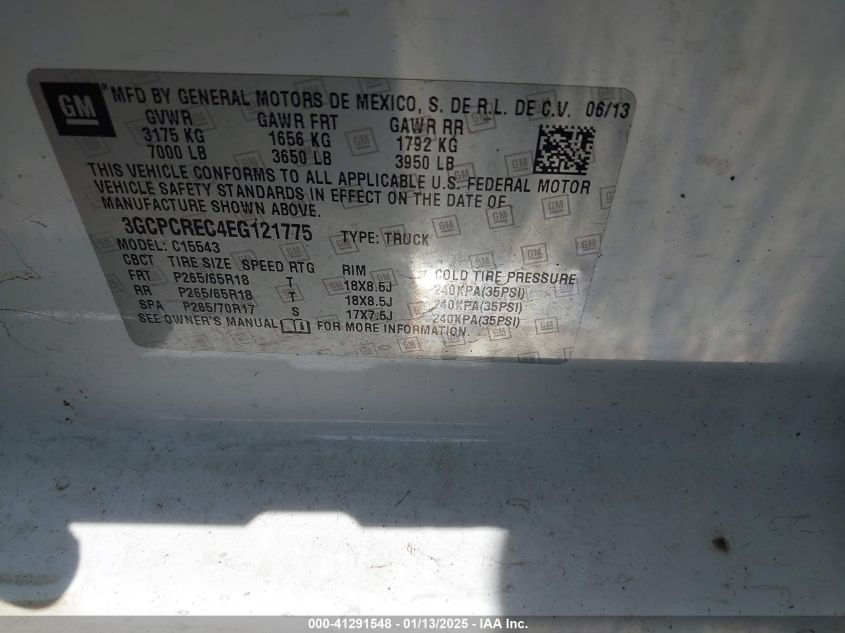 GM ® MFD BY GENERAL MOTORS DE MEXICO, S. DE R.L. DE C.V. 06/13
GVWR GAWR FRT GAWR RR
3175 KG 1656 KG 1792 KG
7000 LB 3650 LB 3950 LB
THIS VEHICLE CONFORMS TO ALL APPLICABLE U.S. FEDERAL MOTOR
VEHICLE SAFETY STANDARDS IN EFFECT ON THE DATE OF
MANUFACTURE SHOWN ABOVE.
3GCPCREC4EG121775 TYPE: TRUCK
MODEL: C15543
CBCT TIRE SIZE SPEED RTG RIM COLD TIRE PRESSURE
FRT P265/65R18 T 18X8.5J 240KPA(35PSI)
RR P265/65R18 T 18X8.5J 240KPA(35PSI)
SPA P265/70R17 S 17X7.5J 240KPA(35PSI)
SEE OWNER'S MANUAL FOR MORE INFORMATION.
000-41291548 - 01/13/2025 - IAA Inc.